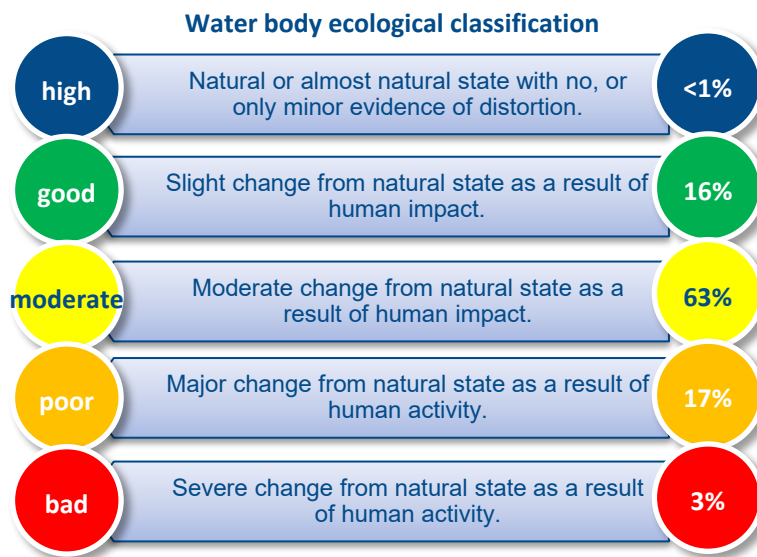 Water body ecological classification
high
Natural or almost natural state with no, or
only minor evidence of distortion.
<1%
good
Slight change from natural state as a result of
human impact.
16%
moderate
Moderate change from natural state as a
result of human impact.
63%
poor
Major change from natural state as a result of
human activity.
17%
bad
Severe change from natural state as a result
of human activity.
3%